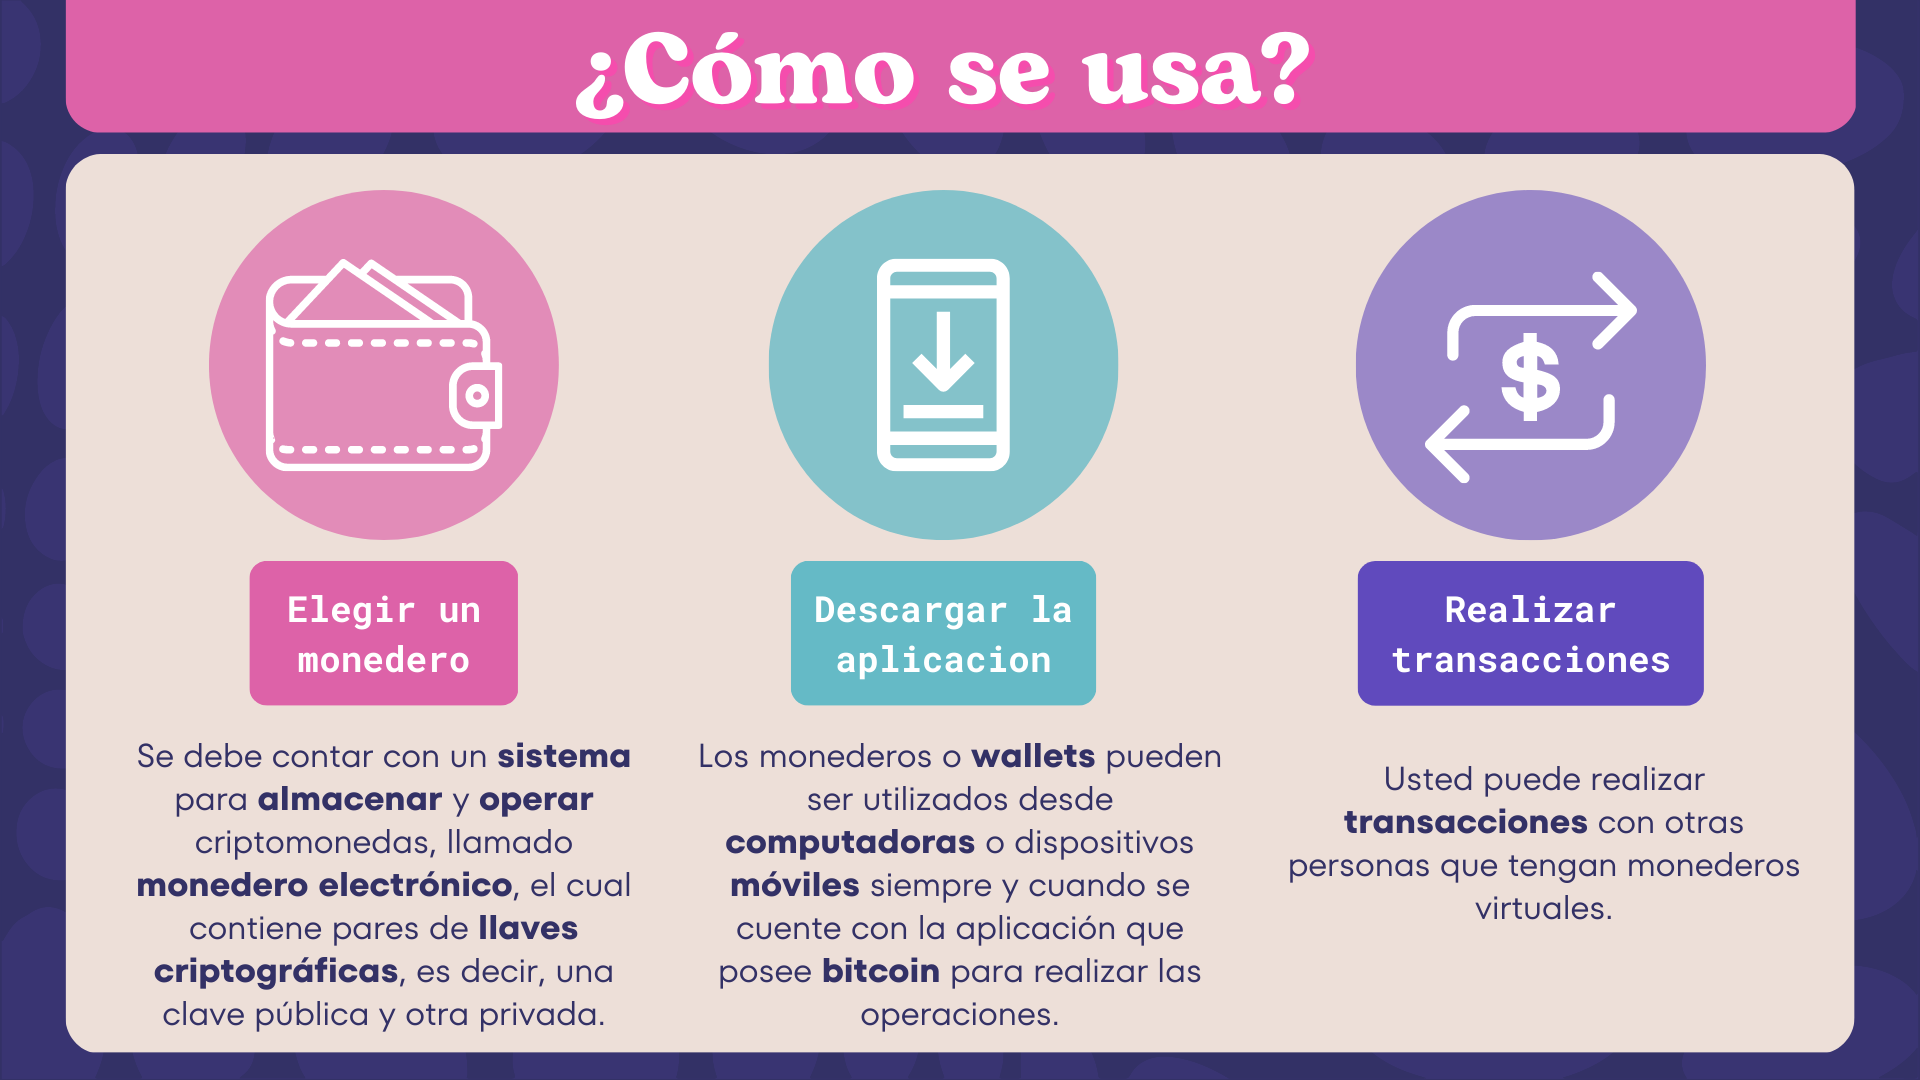 ¿Cómo se usa?
Elegir un
monedero
Se debe contar con un sistema
para almacenar y operar
criptomonedas, llamado
monedero electrónico, el cual
contiene pares de llaves
criptográficas, es decir, una
clave pública y otra privada.
Descargar la
aplicacion
Los monederos o wallets pueden
ser utilizados desde
computadoras o dispositivos
móviles siempre y cuando se
cuente con la aplicación que
posee bitcoin para realizar las
operaciones.
$
Realizar
transacciones
Usted puede realizar
transacciones con otras
personas que tengan monederos
virtuales.